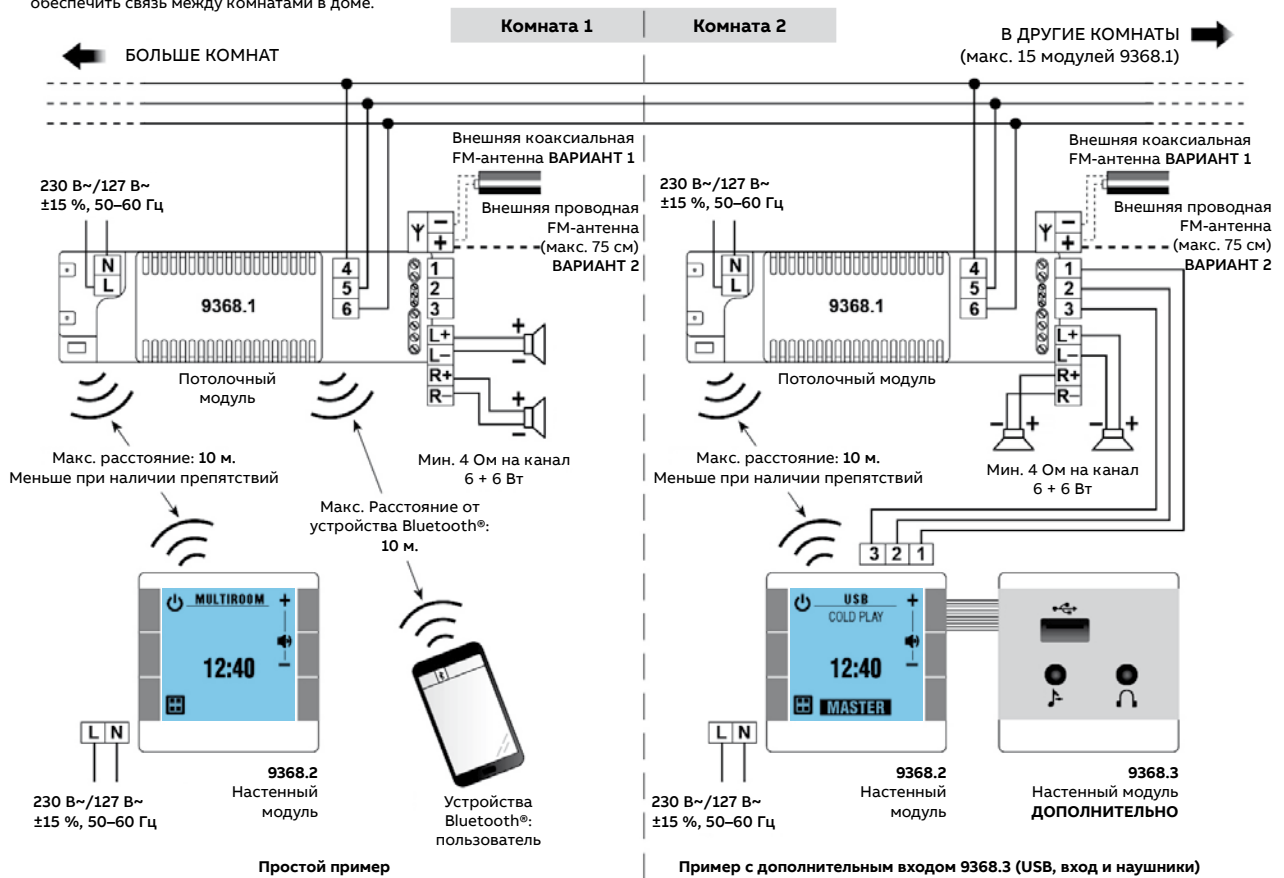 обеспечить связь между комнатами в доме.
Комната 1
Комната 2
БОЛЬШЕ КОМНАТ
В ДРУГИЕ КОМНАТЫ
(макс. 15 модулей 9368.1)
Внешняя коаксиальная
FM-антенна ВАРИАНТ 1
230 В~/127 В~
±15 %, 50–60 Гц
Внешняя проводная
FM-антенна
(макс. 75 см)
ВАРИАНТ 2
N
L
9368.1
4
5
6
–
+
1
2
3
L+
L–
R+
R–
+
–
+
–
Потолочный
модуль
Макс. расстояние: 10 м.
Меньше при наличии препятствий
Мин. 4 Ом на канал
6 + 6 Вт
Макс. Расстояние от
устройства Bluetooth®:
10 м.
MULTIROOM
+
–
12:40
L N
230 В~/127 В~
±15 %, 50–60 Гц
9368.2
Настенный
модуль
Устройства
Bluetooth®:
пользователь
Простой пример
Внешняя коаксиальная
FM-антенна ВАРИАНТ 1
230 В~/127 В~
±15 %, 50–60 Гц
Внешняя проводная
FM-антенна
(макс. 75 см)
ВАРИАНТ 2
N
L
9368.1
4
5
6
–
+
1
2
3
L+
L–
R+
R–
– +
– +
Потолочный модуль
Макс. расстояние: 10 м.
Меньше при наличии препятствий
Мин. 4 Ом на канал
6 + 6 Вт
3 2 1
USB
COLD PLAY
+
–
12:40
MASTER
L N
230 В~/127 В~
±15 %, 50–60 Гц
9368.2
Настенный
модуль
9368.3
Настенный модуль
ДОПОЛНИТЕЛЬНО
Пример с дополнительным входом 9368.3 (USB, вход и наушники)